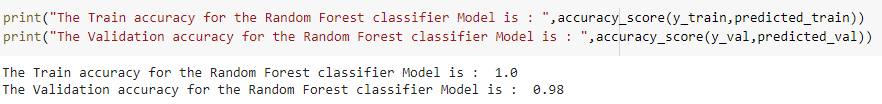 print("The Train accuracy for the Random Forest classifier Model is : ",accuracy_score(y_train,predicted_train))
print("The Validation accuracy for the Random Forest classifier Model is : ",accuracy_score(y_val,predicted_val))
The Train accuracy for the Random Forest classifier Model is :  1.0
The Validation accuracy for the Random Forest classifier Model is :  0.98